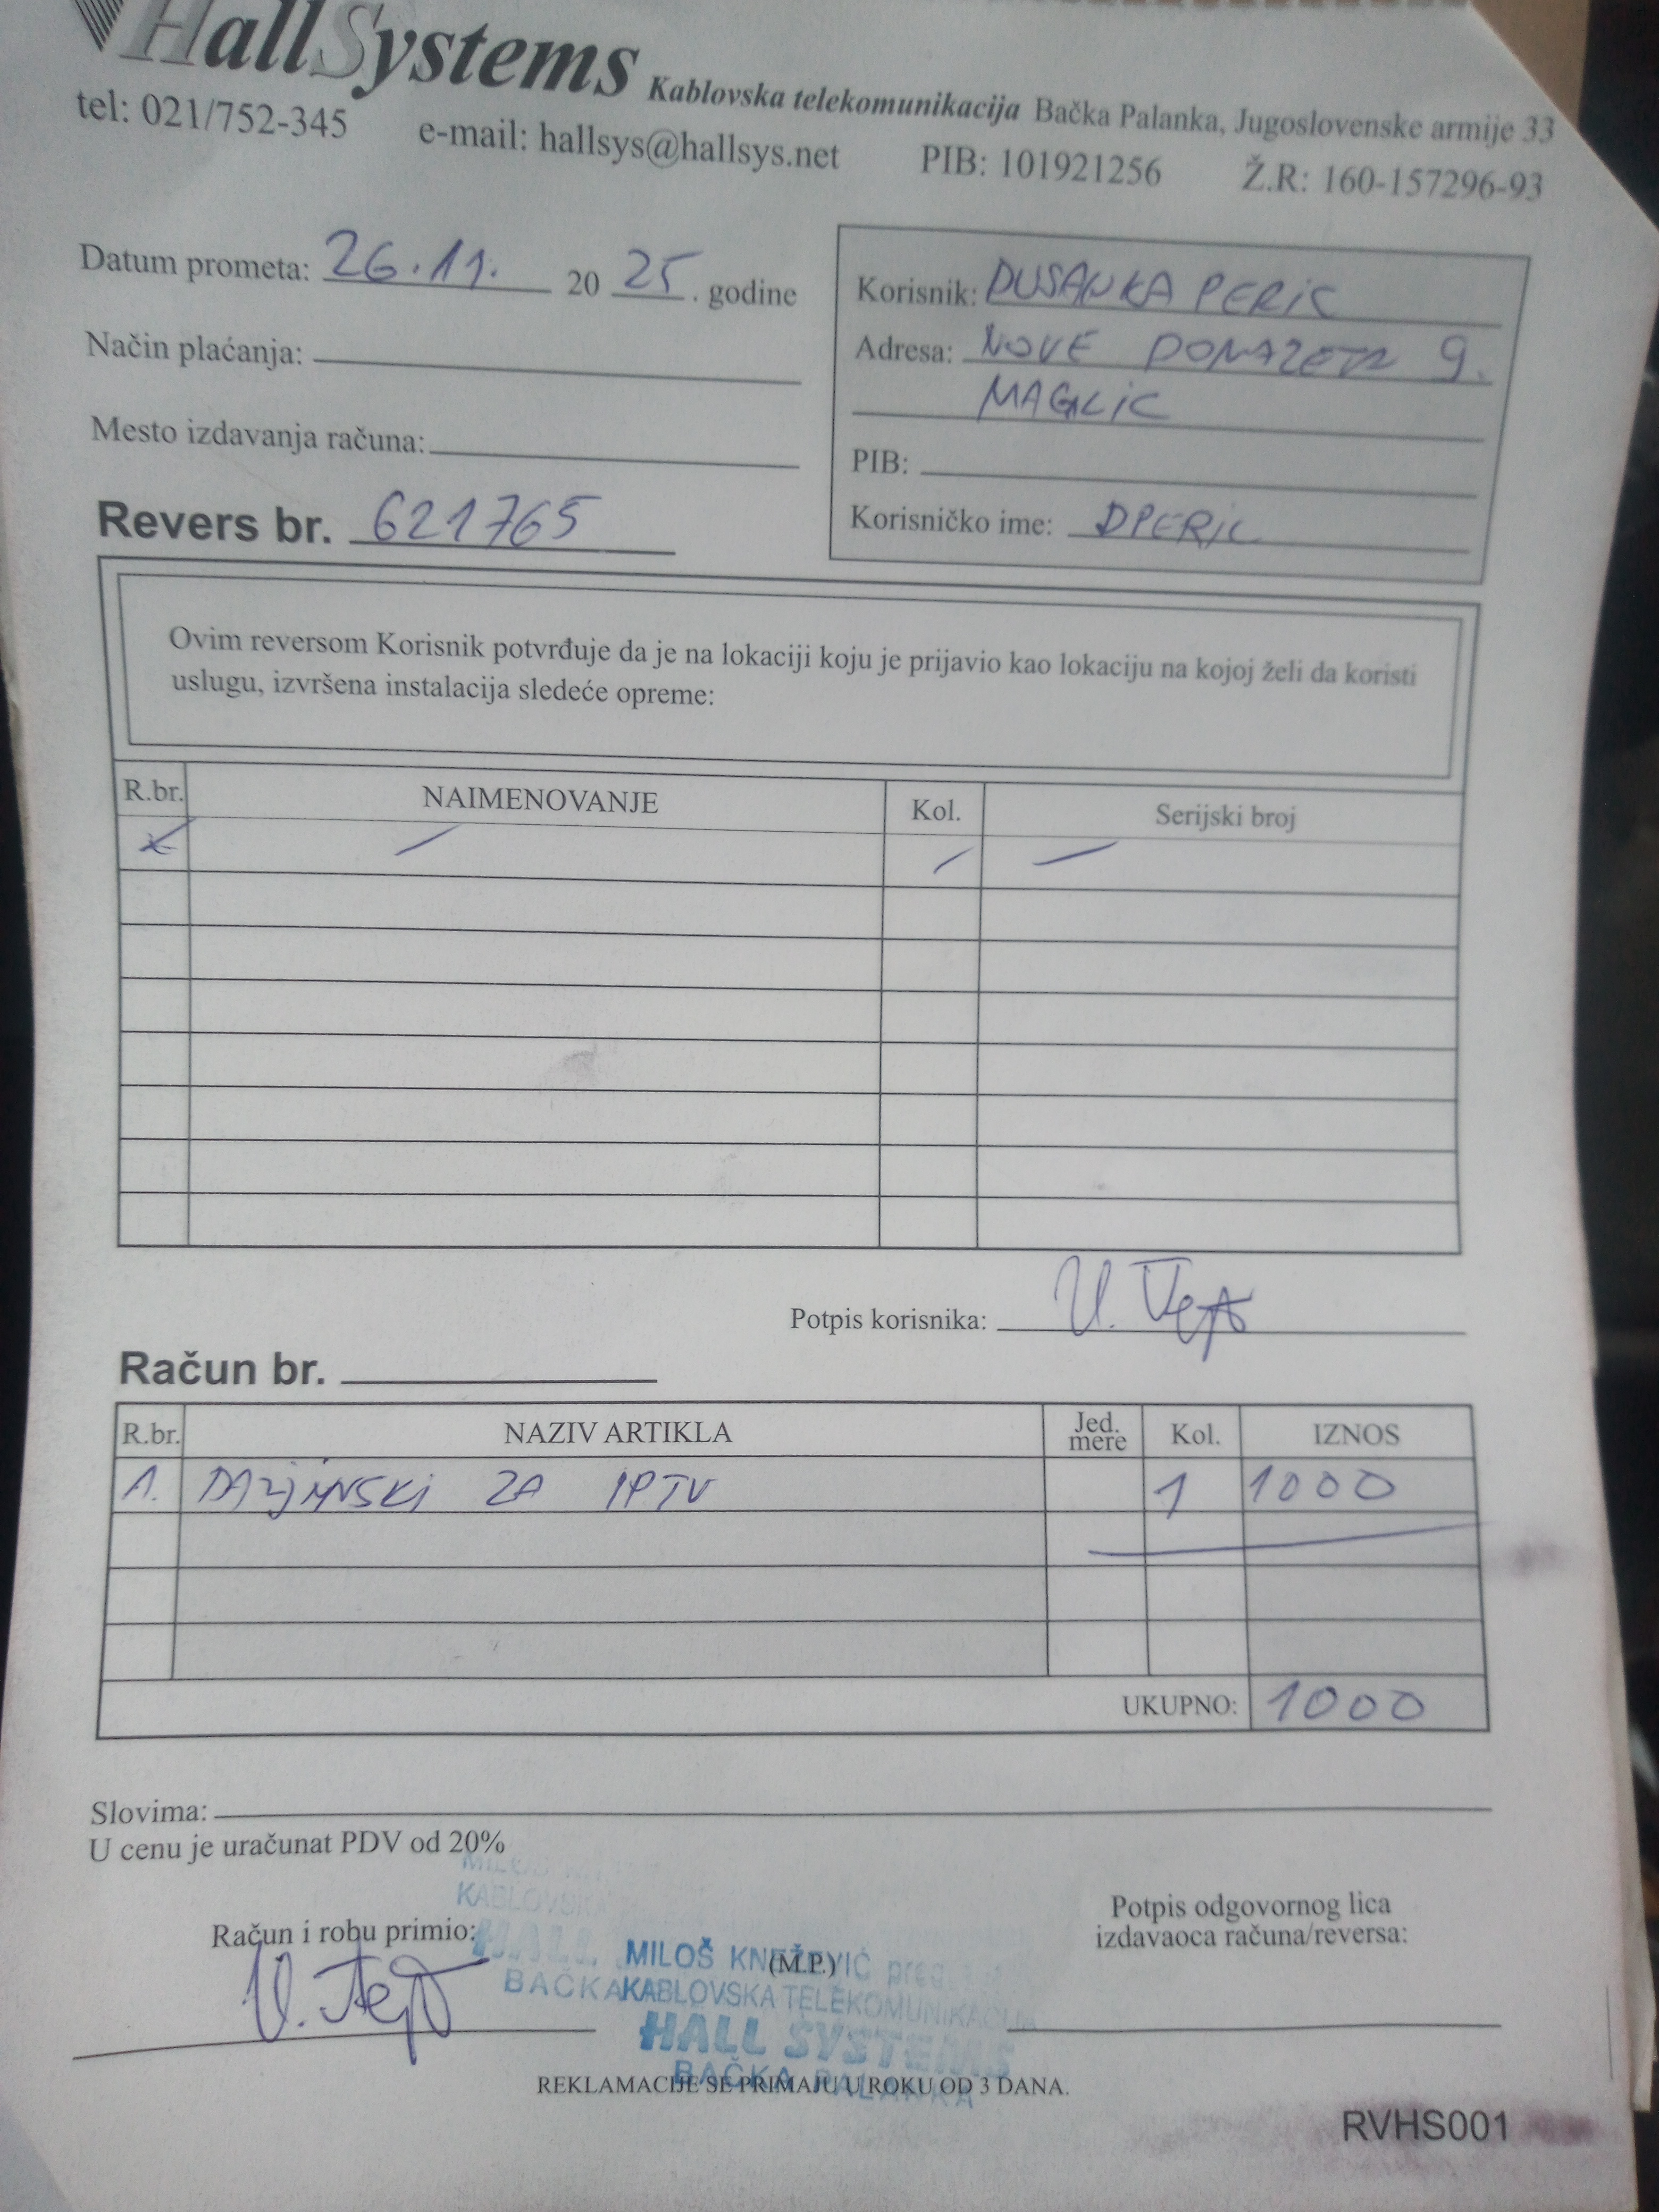 HallSystems Kablovska telekomunikacija Bačka Palanka, Jugoslovenske armije 33
tel: 021/752-345 e-mail: hallsys@hallsys.net PIB: 101921256 Ž.R: 160-157296-93
Datum prometa: 26.11. 20 25. godine
Način plaćanja:
Mesto izdavanja računa:
Revers br. 621765
Korisnik: DUSANKA PERIC
Adresa: NOVE 9.
MAGLIC
PIB:
Korisničko ime: DPERIC
Ovim reversom Korisnik potvrđuje da je na lokaciji koju je prijavio kao lokaciju na kojoj želi da koristi
uslugu, izvršena instalacija sledeće opreme:
R.br. NAIMENOVANJE Kol. Serijski broj
Potpis korisnika:
Račun br.
R.br. NAZIV ARTIKLA Jed. mere Kol. IZNOS
1. DALJINSKI ZA IPTV 1 1000
UKUPNO: 1000
Slovima:
U cenu je uračunat PDV od 20%
Račun i robu primio:
(M.P.)
Potpis odgovornog lica
izdavaoca računa/reversa:
MILOŠ KNEŽEVIĆ
KABLOVSKA TELEKOMUNIKACIJA
HALL SYSTEMS
BAČKA PALANKA
REKLAMACIJE SE PRIMAJU U ROKU OD 3 DANA.
RVHS001